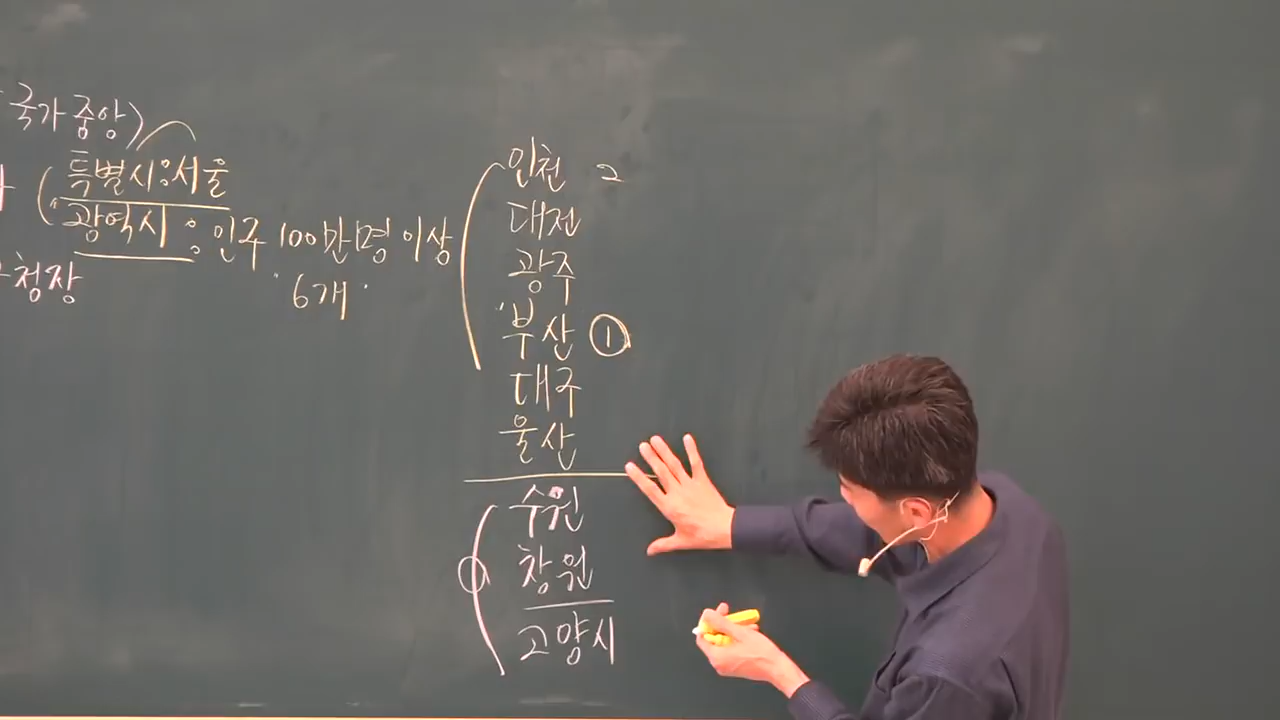 국가 중앙)
특별시 : 서울
광역시 : 인구 100만명 이상
6개
구청장
인천 2
대전
광주
부산 ①
대구
울산
수원
창원
고양시